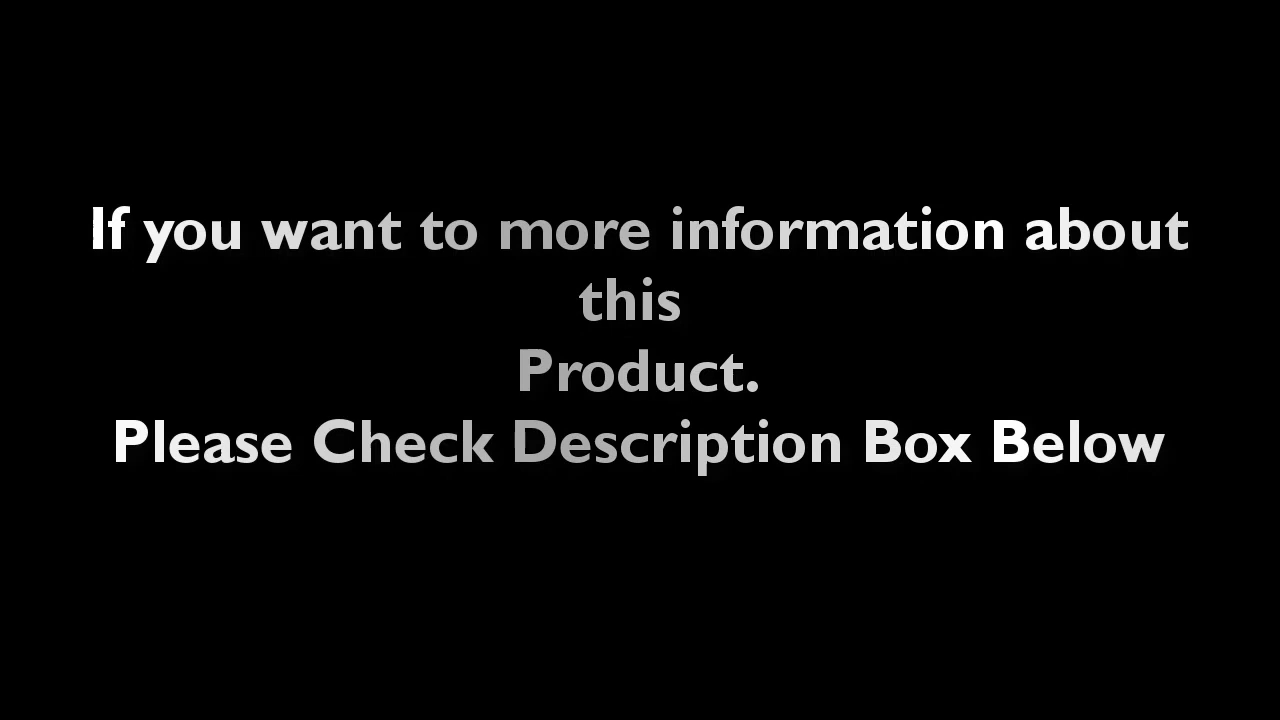 If you want to more information about
this
Product.
Please Check Description Box Below